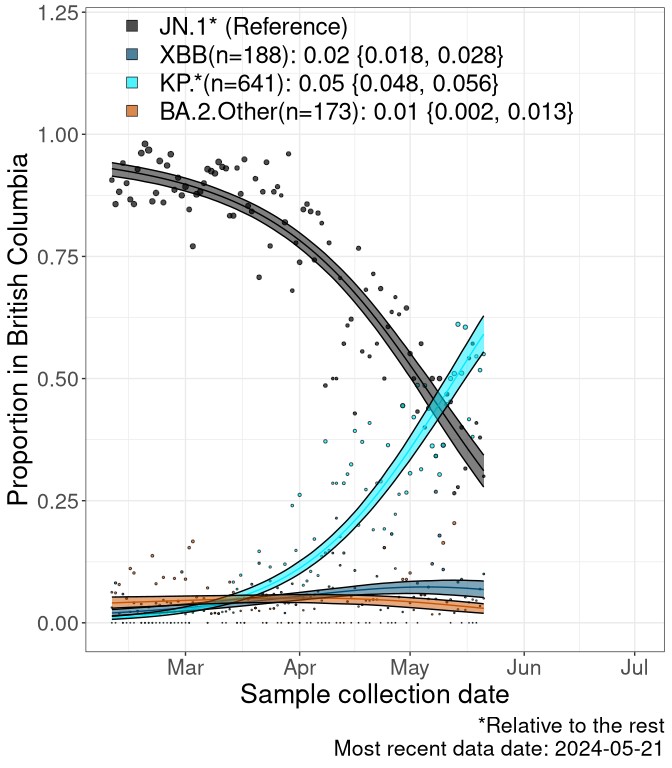 JN.1* (Reference)
XBB(n=188): 0.02 {0.018, 0.028}
KP.*(n=641): 0.05 {0.048, 0.056}
BA.2.Other(n=173): 0.01 {0.002, 0.013}
1.25
1.00
0.75
0.50
0.25
0.00
Proportion in British Columbia
Mar Apr May Jun Jul
Sample collection date
*Relative to the rest
Most recent data date: 2024-05-21